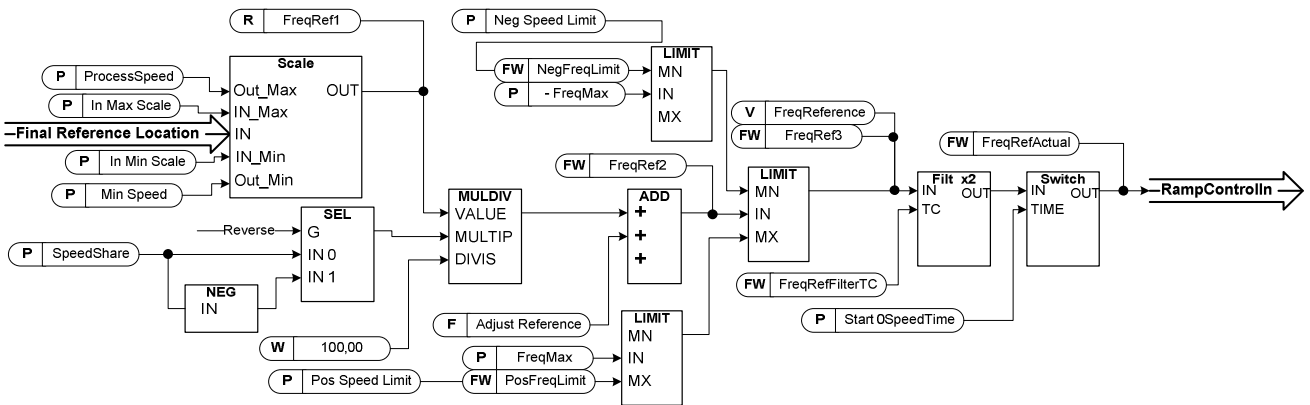 R FreqRef1
P Neg Speed Limit
Scale
LIMIT
P ProcessSpeed
Out_Max OUT
FW NegFreqLimit
MN
P In Max Scale
IN_Max
P - FreqMax
IN
V FreqReference
MX
Final Reference Location
IN
FW FreqRef3
FW FreqRefActual
P In Min Scale
IN_Min
FW FreqRef2
LIMIT
Filt x2
Switch
P Min Speed
Out_Min
MULDIV
ADD
MN
IN OUT
IN OUT
RampControlIn
SEL
VALUE
+
IN
TC
TIME
Reverse
G
MULTIP
+
MX
P SpeedShare
IN 0
DIVIS
+
IN 1
NEG
FW FreqRefFilterTC
IN
LIMIT
F Adjust Reference
P Start 0SpeedTime
MN
W 100,00
P FreqMax
IN
P Pos Speed Limit
FW PosFreqLimit
MX